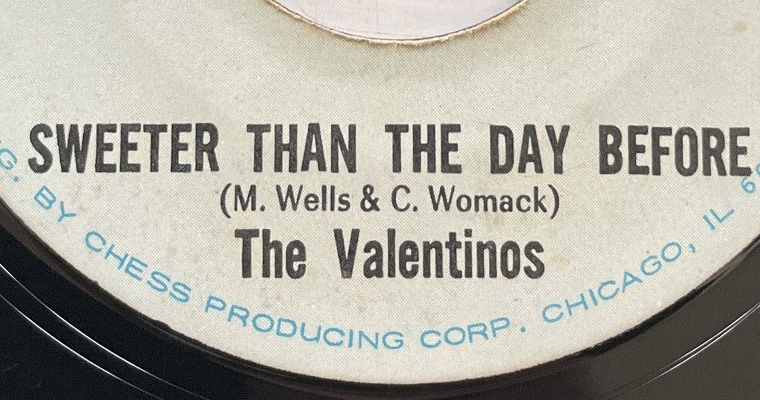 SWEETER THAN THE DAY BEFORE
(M. Wells & C. Womack)
The Valentinos
BY CHESS PRODUCING CORP. CHICAGO, IL